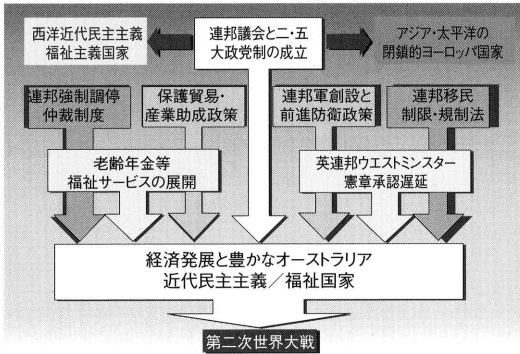 西洋近代民主主義
福祉主義国家
連邦議会と二・五
大政党制の成立
アジア・太平洋の
閉鎖的ヨーロッパ国家
連邦強制調停
仲裁制度
保護貿易・
産業助成政策
連邦軍創設と
前進防衛政策
連邦移民
制限・規制法
老齢年金等
福祉サービスの展開
英連邦ウエストミンスター
憲章承認遅延
経済発展と豊かなオーストラリア
近代民主主義／福祉国家
第二次世界大戦